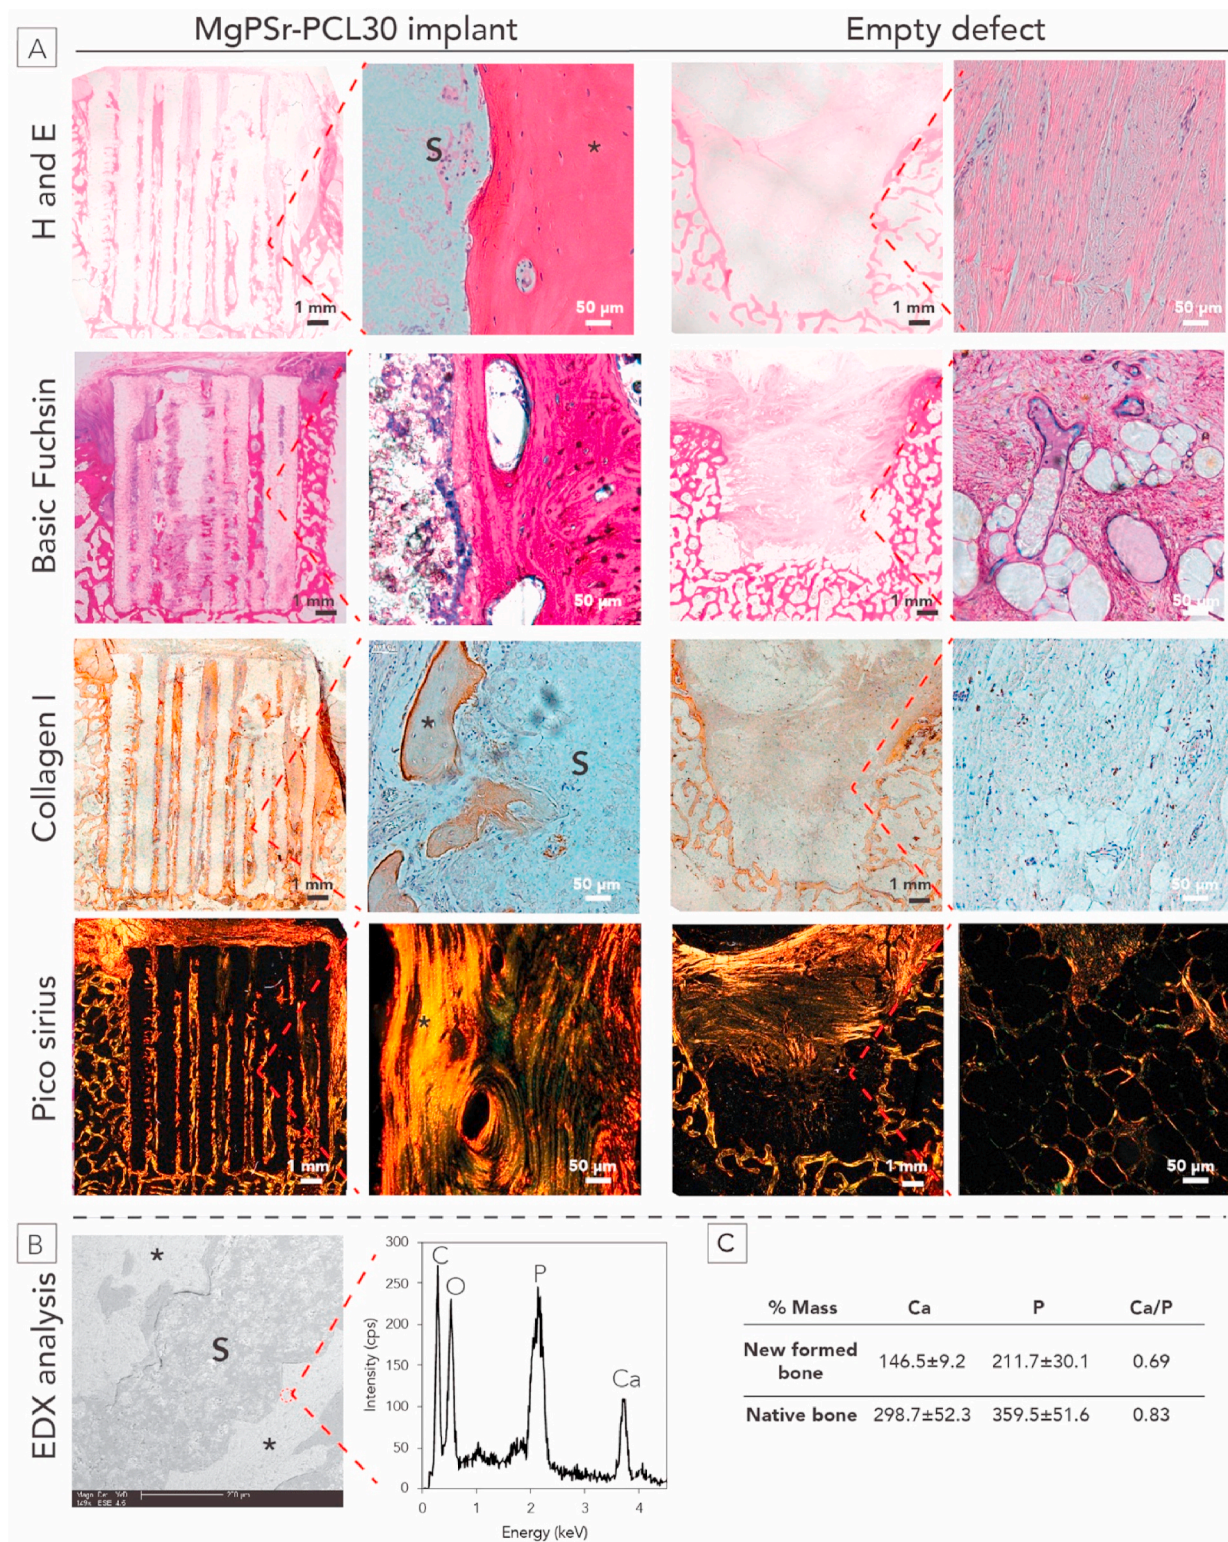 MgPSr-PCL30 implant
Empty defect
A
H and E
S
*
1 mm
50 µm
1 mm
50 µm
Basic Fuchsin
1 mm
50 µm
1 mm
50 µm
Collagen I
*
S
1 mm
50 µm
1 mm
50 µm
Pico sirius
*
1 mm
50 µm
1 mm
50 µm
B
C
EDX analysis
*
S
*
300
250
200
150
100
50
0
Intensity (cps)
C
O
P
Ca
0 1 2 3 4
Energy (keV)
% Mass Ca P Ca/P
New formed
bone 146.5±9.2 211.7±30.1 0.69
Native bone 298.7±52.3 359.5±51.6 0.83